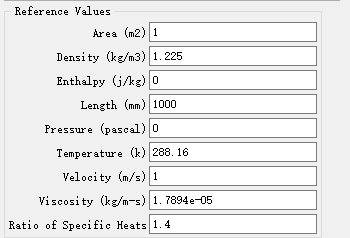 Reference Values
Area (m2) 1
Density (kg/m3) 1.225
Enthalpy (j/kg) 0
Length (mm) 1000
Pressure (pascal) 0
Temperature (k) 288.16
Velocity (m/s) 1
Viscosity (kg/m-s) 1.7894e-05
Ratio of Specific Heats 1.4